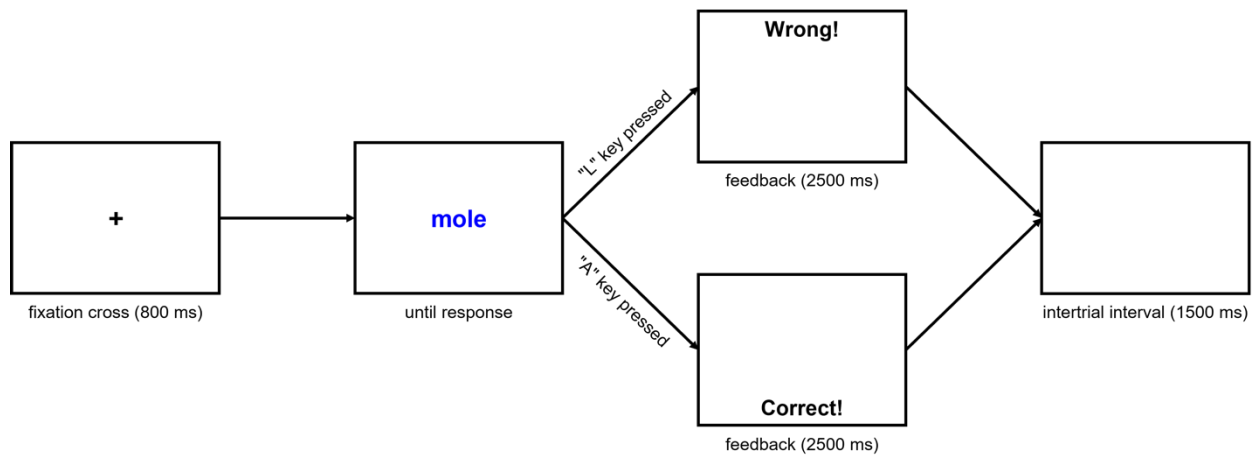 +
fixation cross (800 ms)
mole
until response
"L" key pressed
"A" key pressed
Wrong!
feedback (2500 ms)
Correct!
feedback (2500 ms)
intertrial interval (1500 ms)